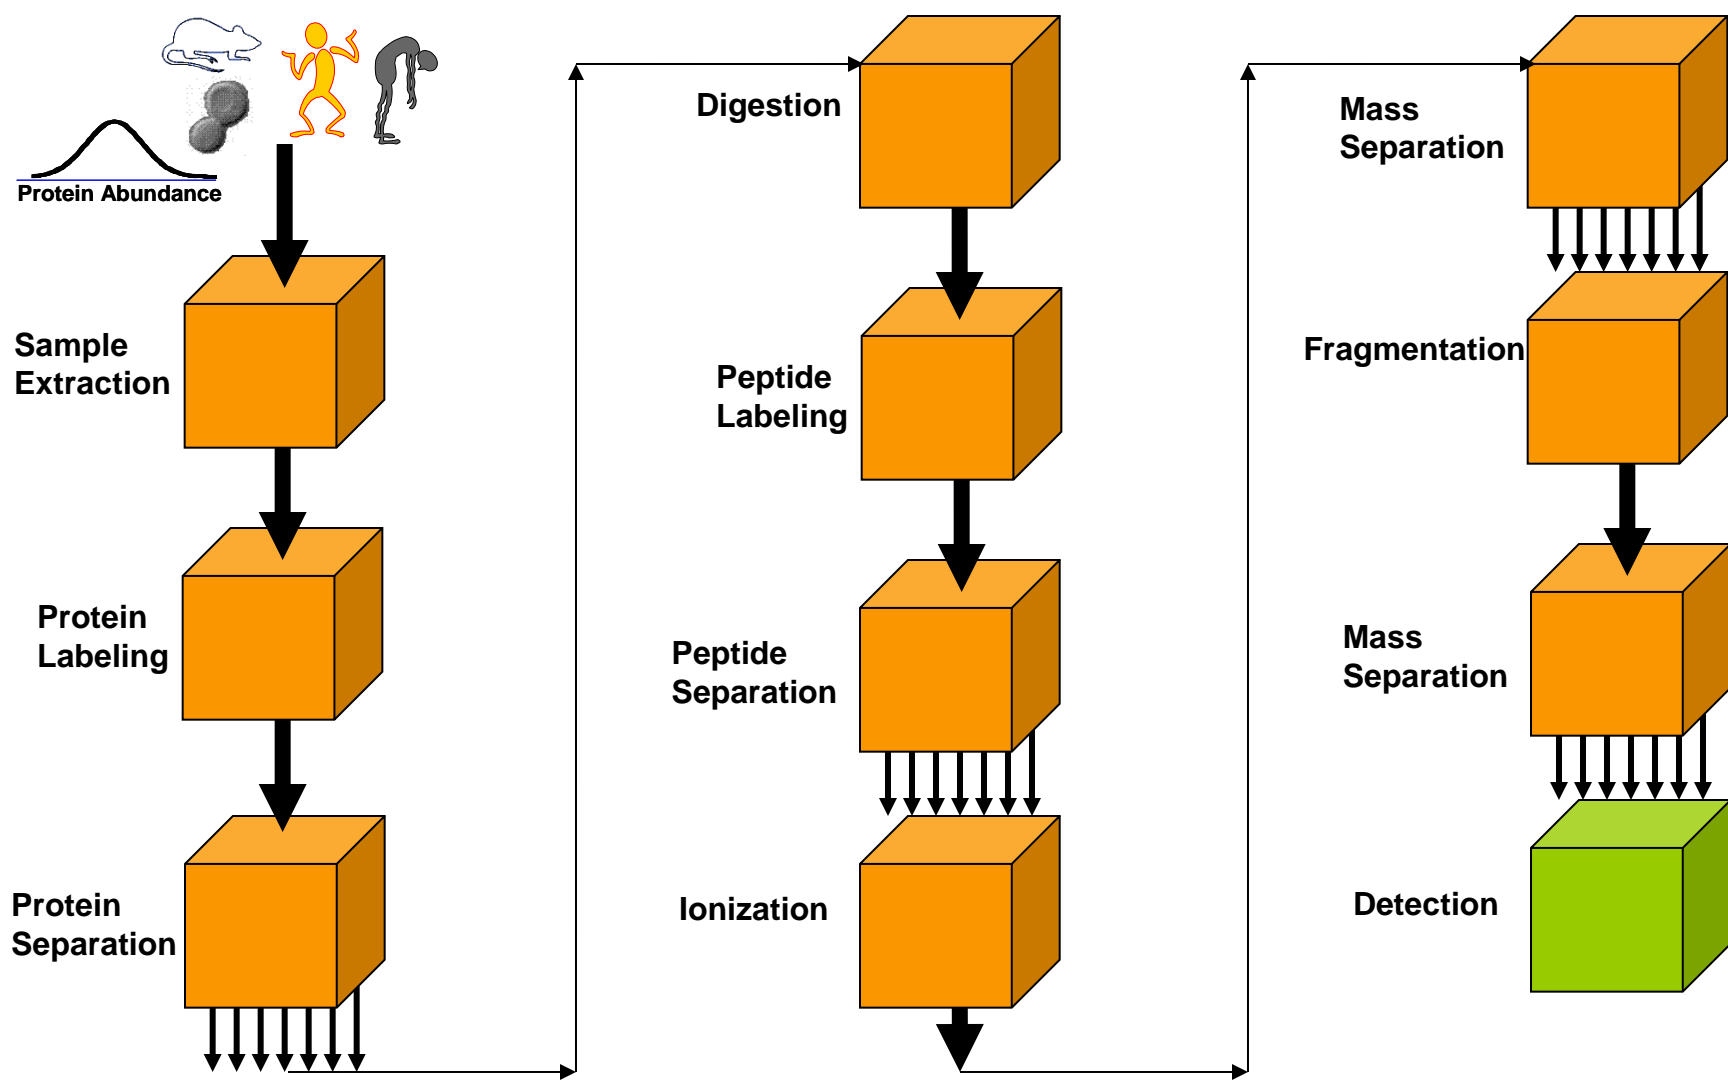 Protein Abundance
Sample
Extraction
Protein
Labeling
Protein
Separation
Digestion
Peptide
Labeling
Peptide
Separation
Ionization
Mass
Separation
Fragmentation
Mass
Separation
Detection